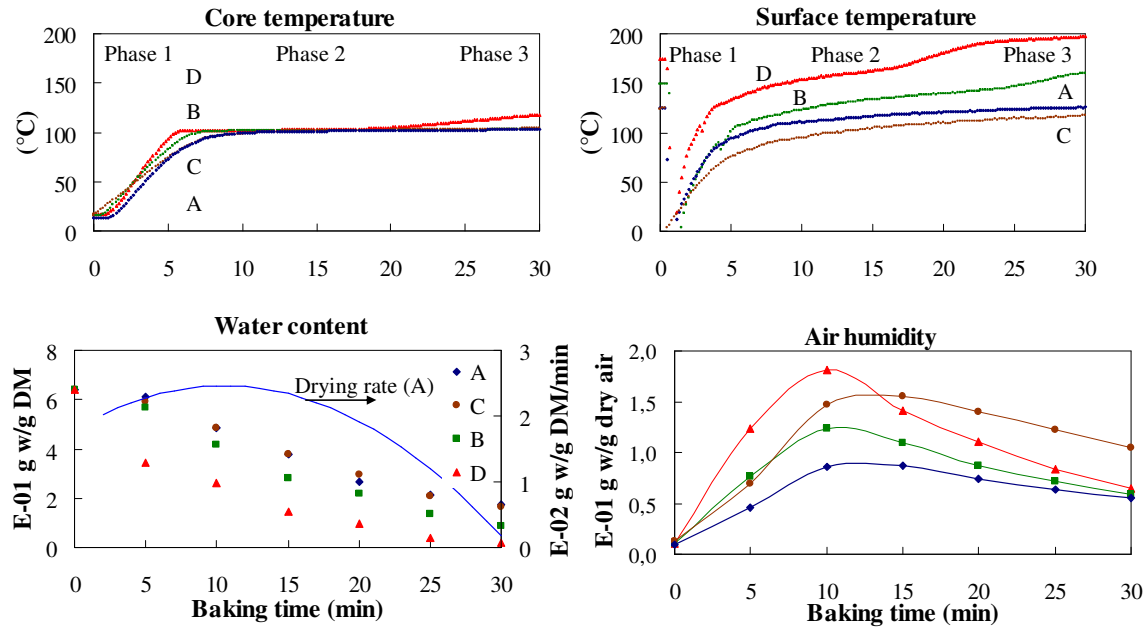 Core temperature
Surface temperature
200
150
100
50
0
(°C)
Phase 1
Phase 2
Phase 3
D
B
C
A
0 5 10 15 20 25 30
200
150
100
50
0
(°C)
Phase 1
Phase 2
Phase 3
D
B
A
C
0 5 10 15 20 25 30
Water content
8
6
4
2
0
E-01 g w/g DM
Drying rate (A)
3
2
1
0
E-02 g w/g DM/min
A
C
B
D
0 5 10 15 20 25 30
Baking time (min)
Air humidity
2,0
1,5
1,0
0,5
0,0
E-01 g w/g dry air
0 5 10 15 20 25 30
Baking time (min)